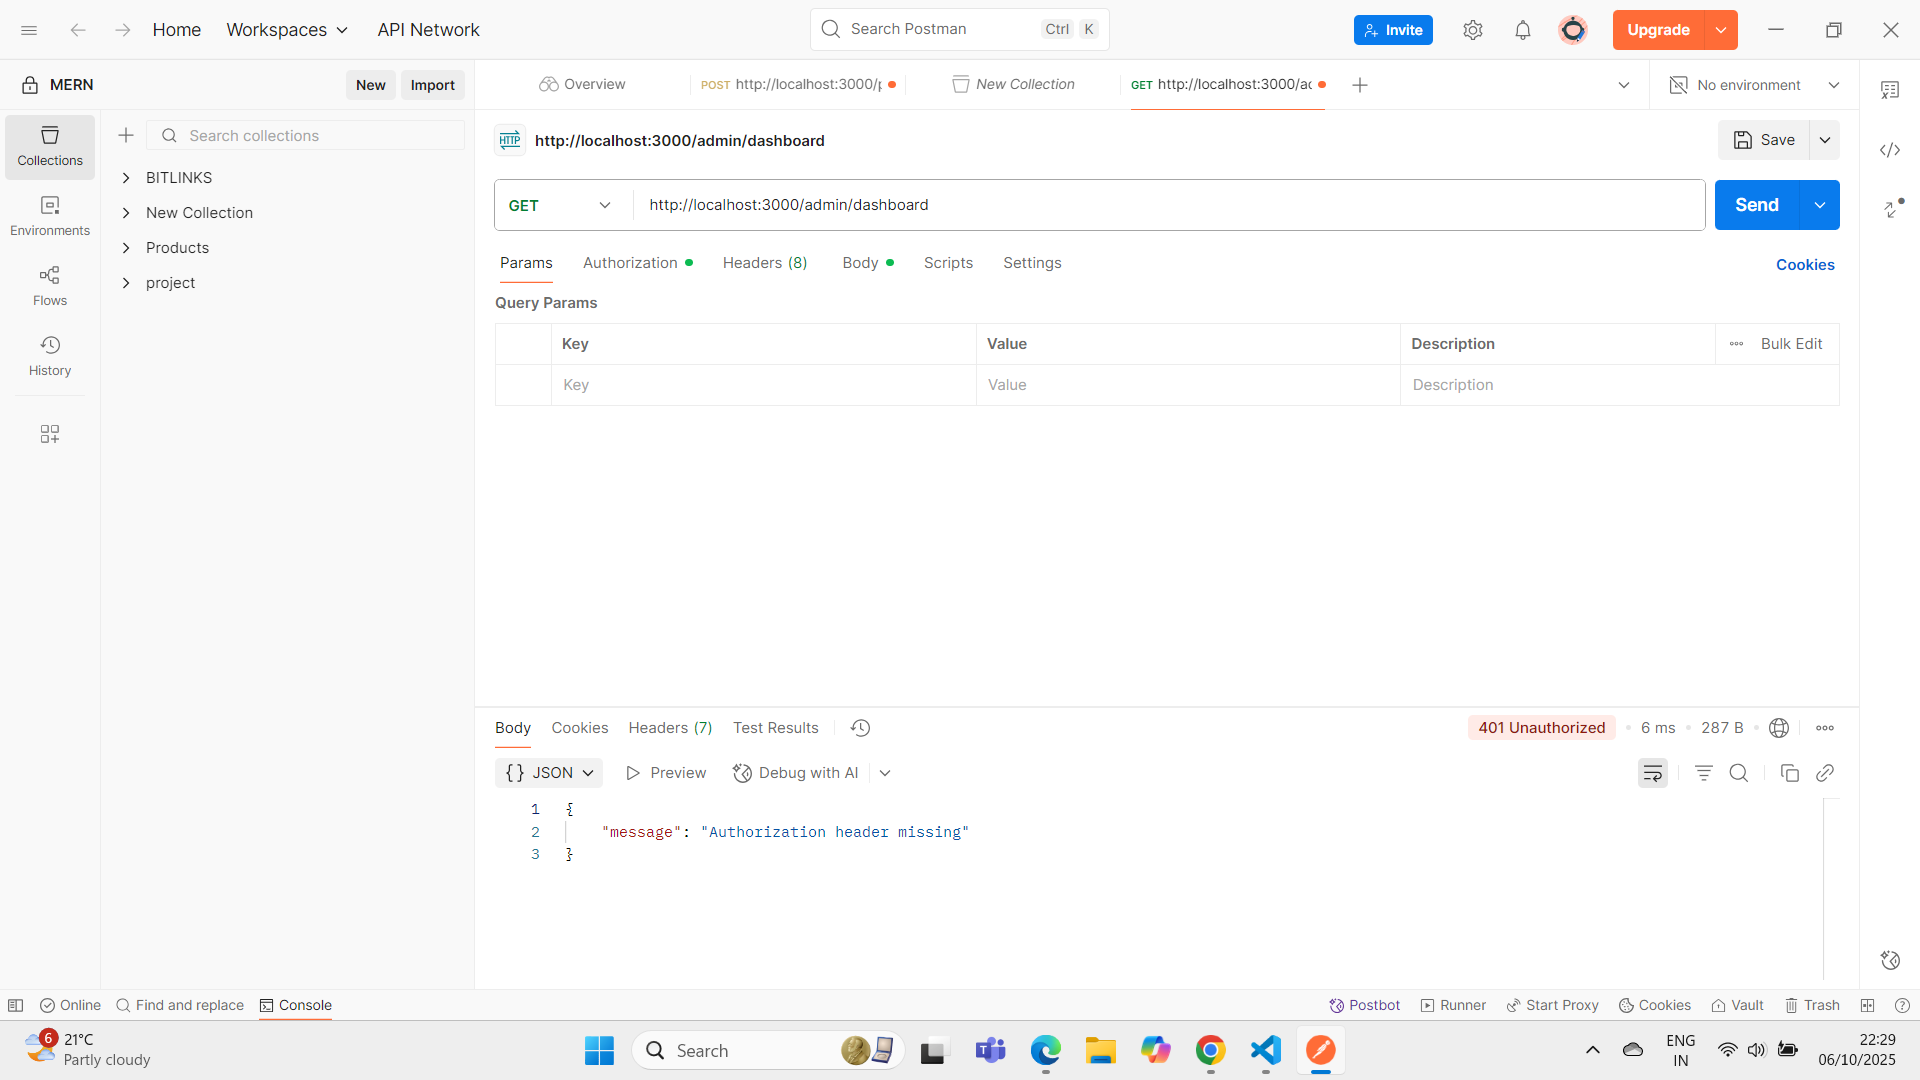 Home
Workspaces
API Network
Search Postman
Ctrl K
Invite
Upgrade
MERN
New
Import
Overview
POST http://localhost:3000/
New Collection
GET http://localhost:3000/a
No environment
Collections
Environments
Flows
History
Search collections
BITLINKS
New Collection
Products
project
HTTP http://localhost:3000/admin/dashboard
Save
GET
http://localhost:3000/admin/dashboard
Send
Params
Authorization
Headers (8)
Body
Scripts
Settings
Cookies
Query Params
Key Value Description Bulk Edit
Key Value Description
Body
Cookies
Headers (7)
Test Results
401 Unauthorized
6 ms
287 B
{} JSON
Preview
Debug with AI
1 {
2 "message": "Authorization header missing"
3 }
Online
Find and replace
Console
Postbot
Runner
Start Proxy
Cookies
Vault
Trash
6
21°C
Partly cloudy
Search
ENG
IN
22:29
06/10/2025